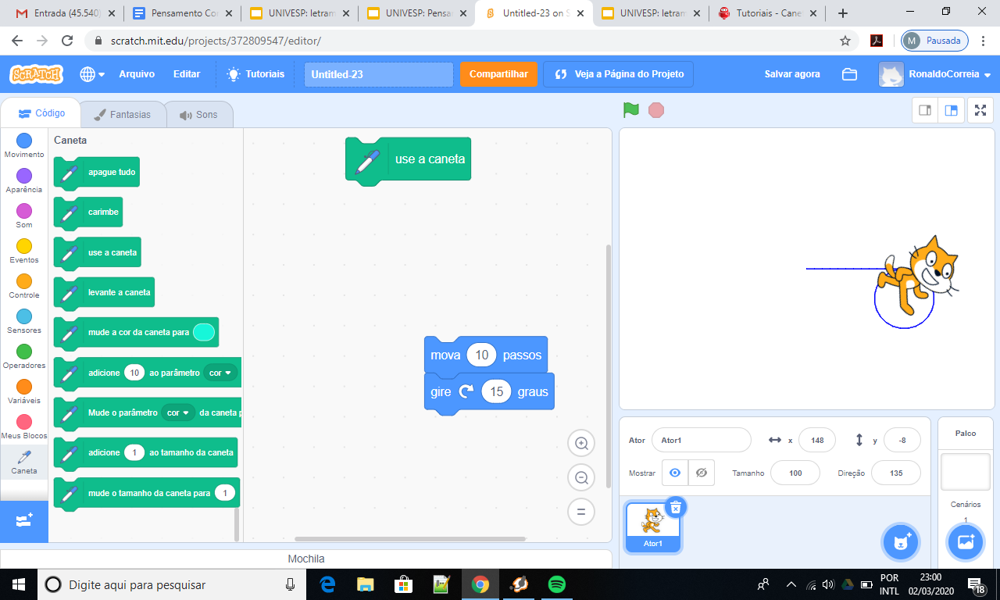 Entrada (45.540)
Pensamento Co
UNIVESP: letram
UNIVESP: Pensa
Untitled-23 on S
UNIVESP: letram
Tutoriais - Cane
scratch.mit.edu/projects/372809547/editor/
M Pausada
SCRATCH
Arquivo
Editar
Tutoriais
Untitled-23
Compartilhar
Veja a Página do Projeto
Salvar agora
RonaldoCorreia
Código
Fantasias
Sons
Movimento
Aparência
Som
Eventos
Controle
Sensores
Operadores
Variáveis
Meus Blocos
Caneta
Caneta
apague tudo
carimbe
use a caneta
levante a caneta
mude a cor da caneta para
adicione 10 ao parâmetro cor
Mude o parâmetro cor da caneta p
adicione 1 ao tamanho da caneta
mude o tamanho da caneta para 1
use a caneta
mova 10 passos
gire 15 graus
Mochila
Ator Ator1 x 148 y -8
Mostrar Tamanho 100 Direção 135
Ator1
Palco
Cenários
1
Digite aqui para pesquisar
POR
INTL
23:00
02/03/2020
18